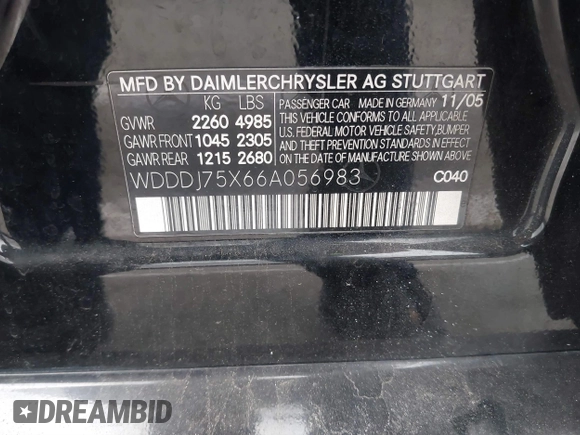 MFD BY DAIMLERCHRYSLER AG STUTTGART
KG LBS
GVWR 2260 4985
GAWR FRONT 1045 2305
GAWR REAR 1215 2680
PASSENGER CAR MADE IN GERMANY 11/05
THIS VEHICLE CONFORMS TO ALL APPLICABLE
U.S. FEDERAL MOTOR VEHICLE SAFETY,BUMPER
AND THEFT PREVENTION STANDARDS IN EFFECT
ON THE DATE OF MANUFACTURE SHOWN ABOVE.
WDDDJ75X66A056983
C040
DREAMBID